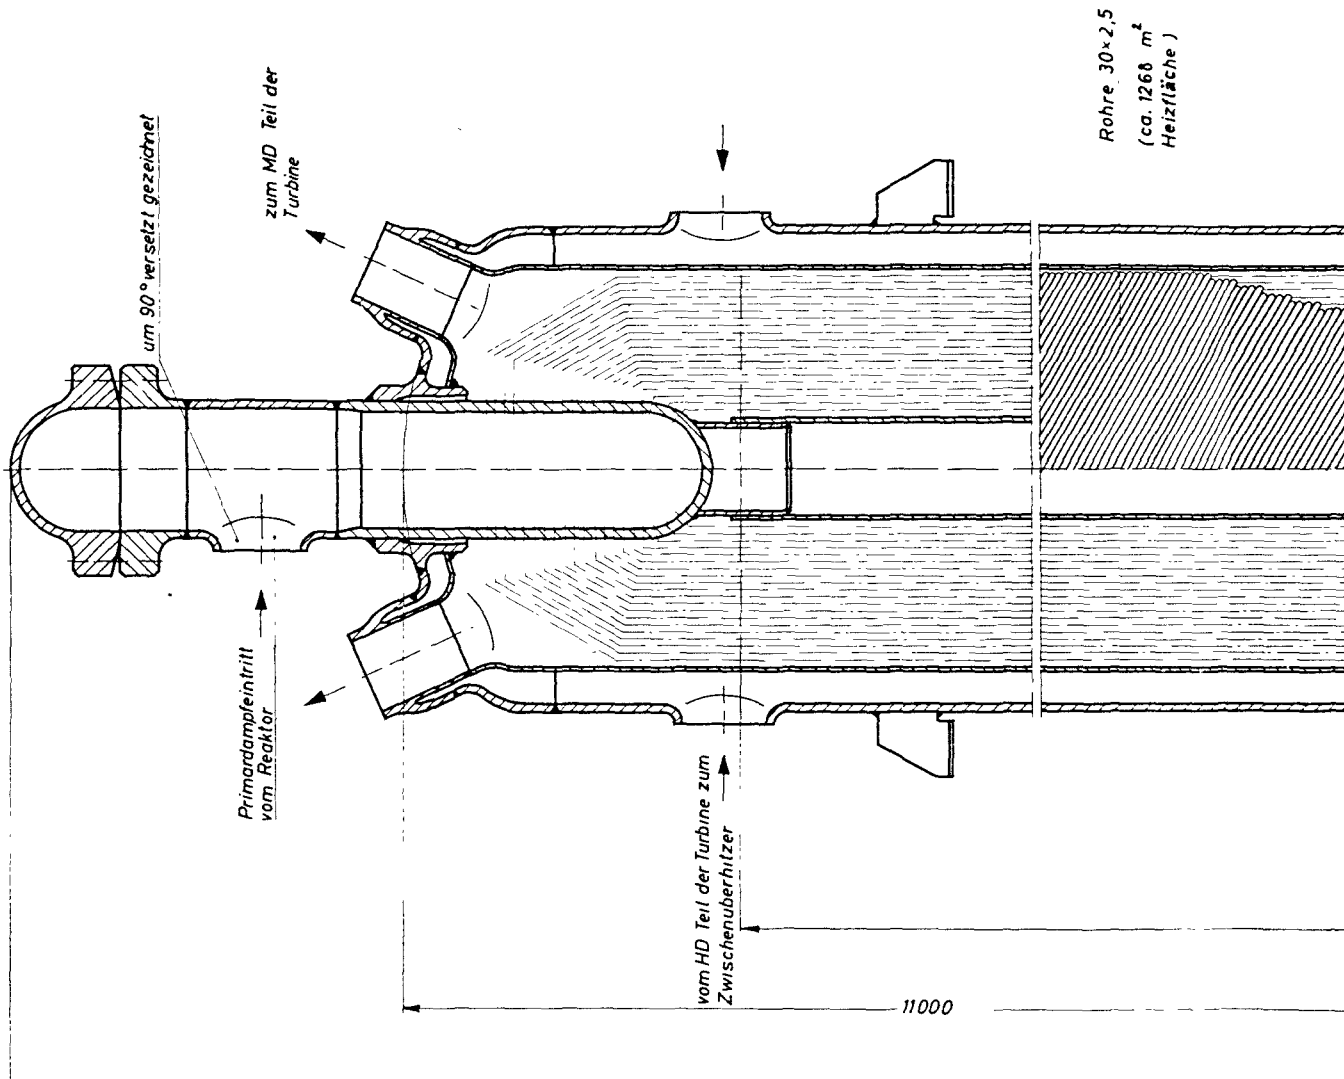 um 90° versetzt gezeichnet
zum MD Teil der
Turbine
Rohre 30×2,5
(ca. 1268 m²
Heizfläche )
Primardampfeintritt
vom Reaktor
vom HD Teil der Turbine zum
Zwischenuberhitzer
11000